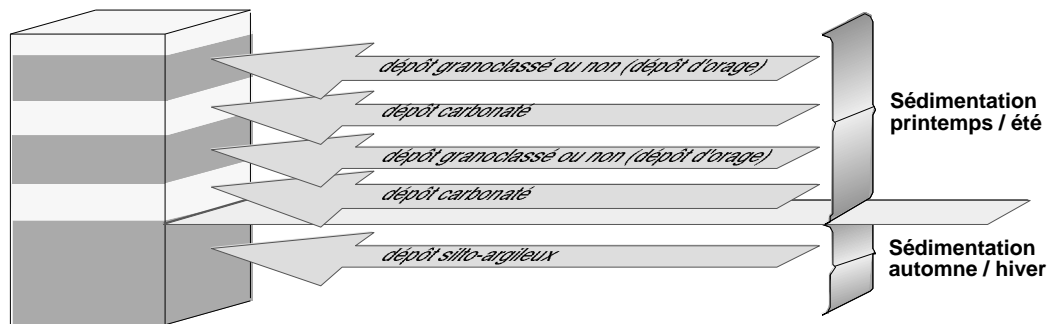 dépôt granoclassé ou non (dépôt d'orage)
dépôt carbonaté
dépôt granoclassé ou non (dépôt d'orage)
dépôt carbonaté
dépôt silto-argileux
Sédimentation
printemps / été
Sédimentation
automne / hiver